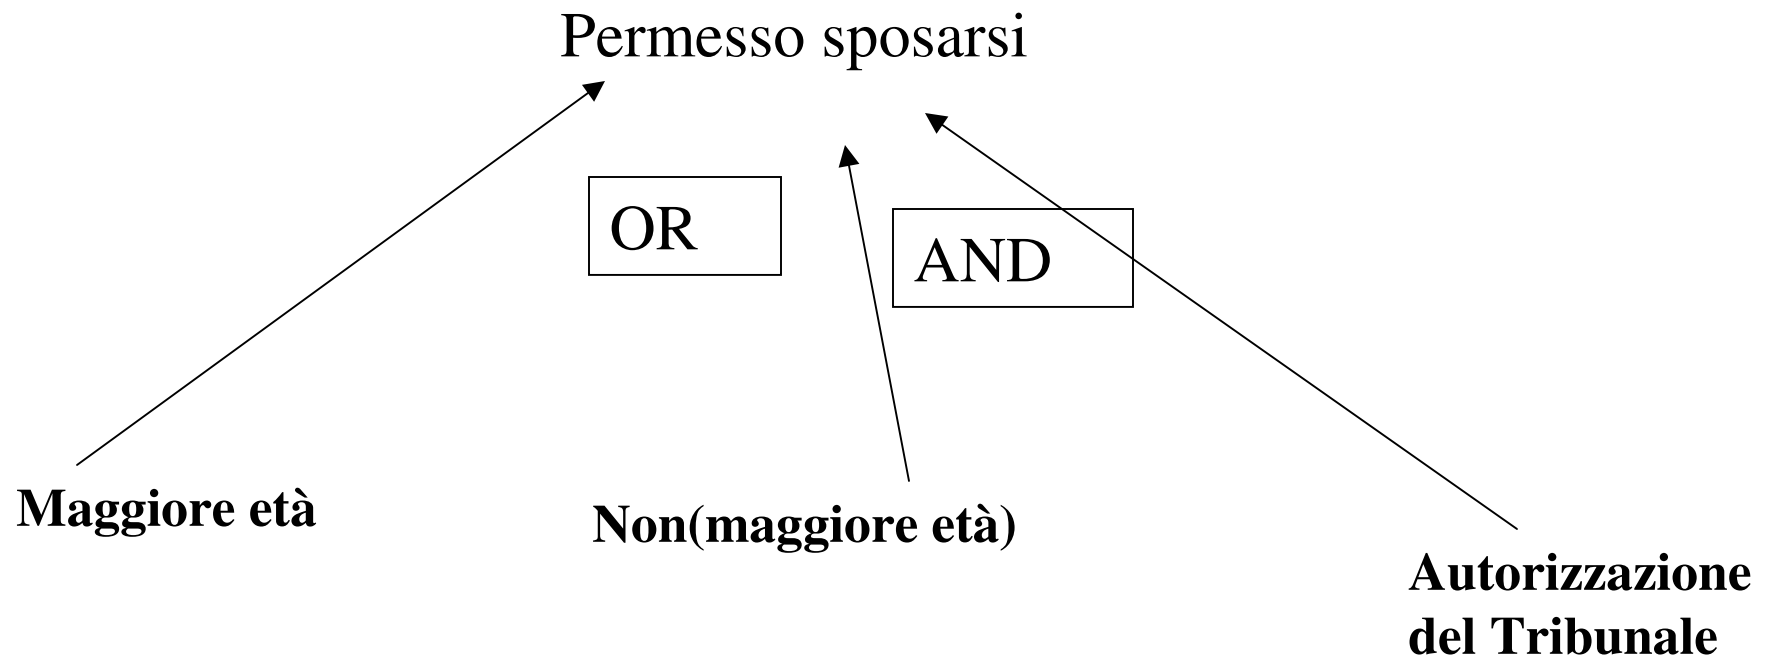 Permesso sposarsi
OR
AND
Maggiore età
Non(maggiore età)
Autorizzazione
del Tribunale